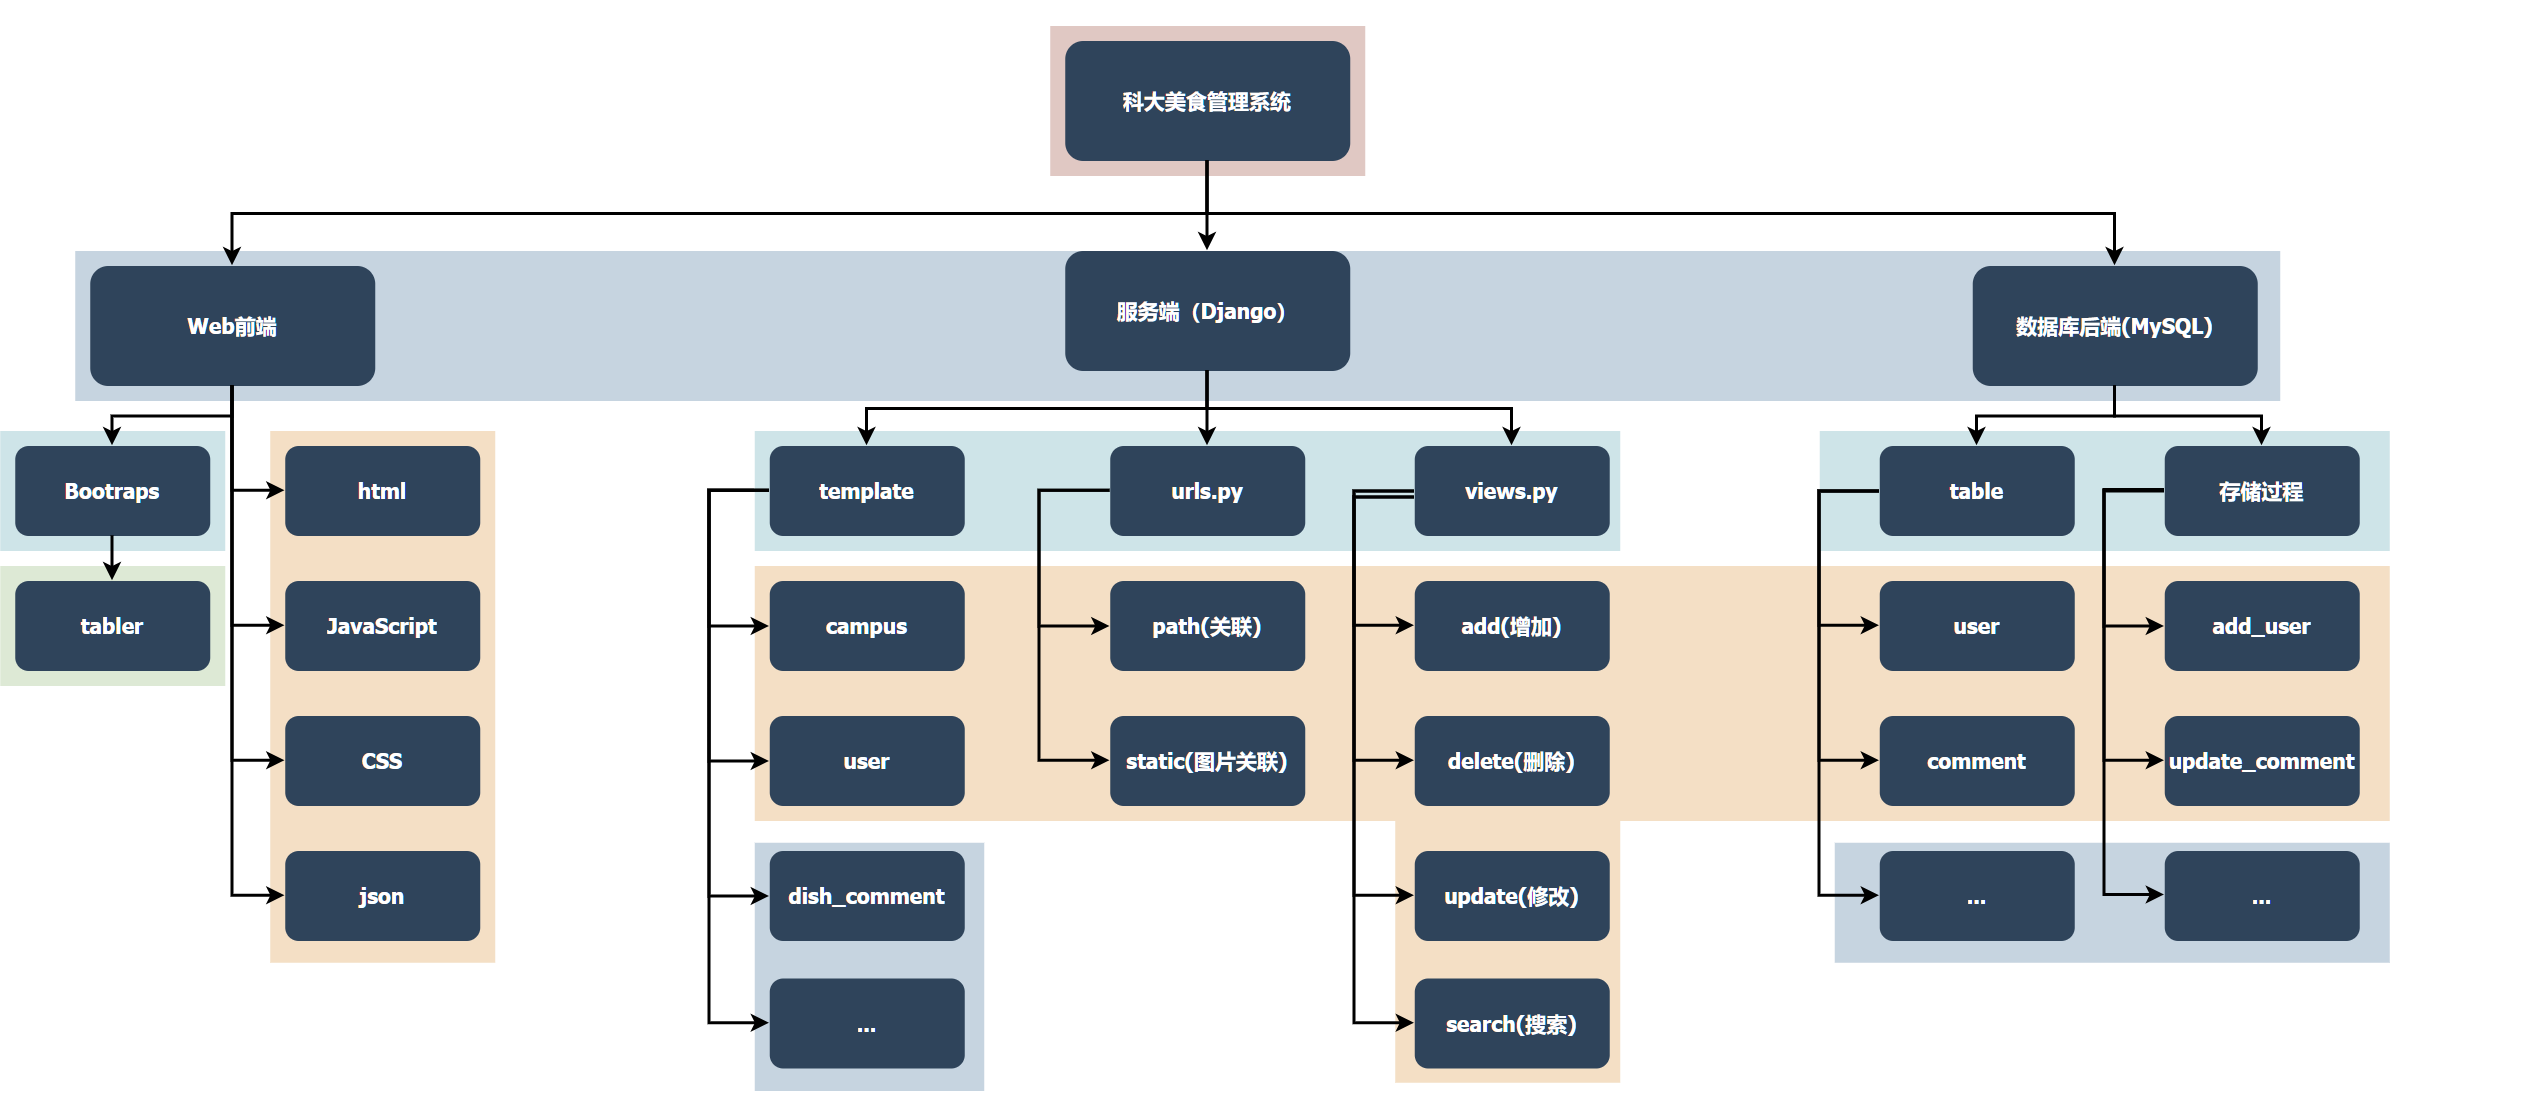 科大美食管理系统
Web前端
服务端（Django）
数据库后端(MySQL)
Bootraps
html
template
urls.py
views.py
table
存储过程
tabler
JavaScript
campus
path(关联)
add(增加)
user
add_user
CSS
user
static(图片关联)
delete(删除)
comment
update_comment
json
dish_comment
update(修改)
...
...
...
search(搜索)